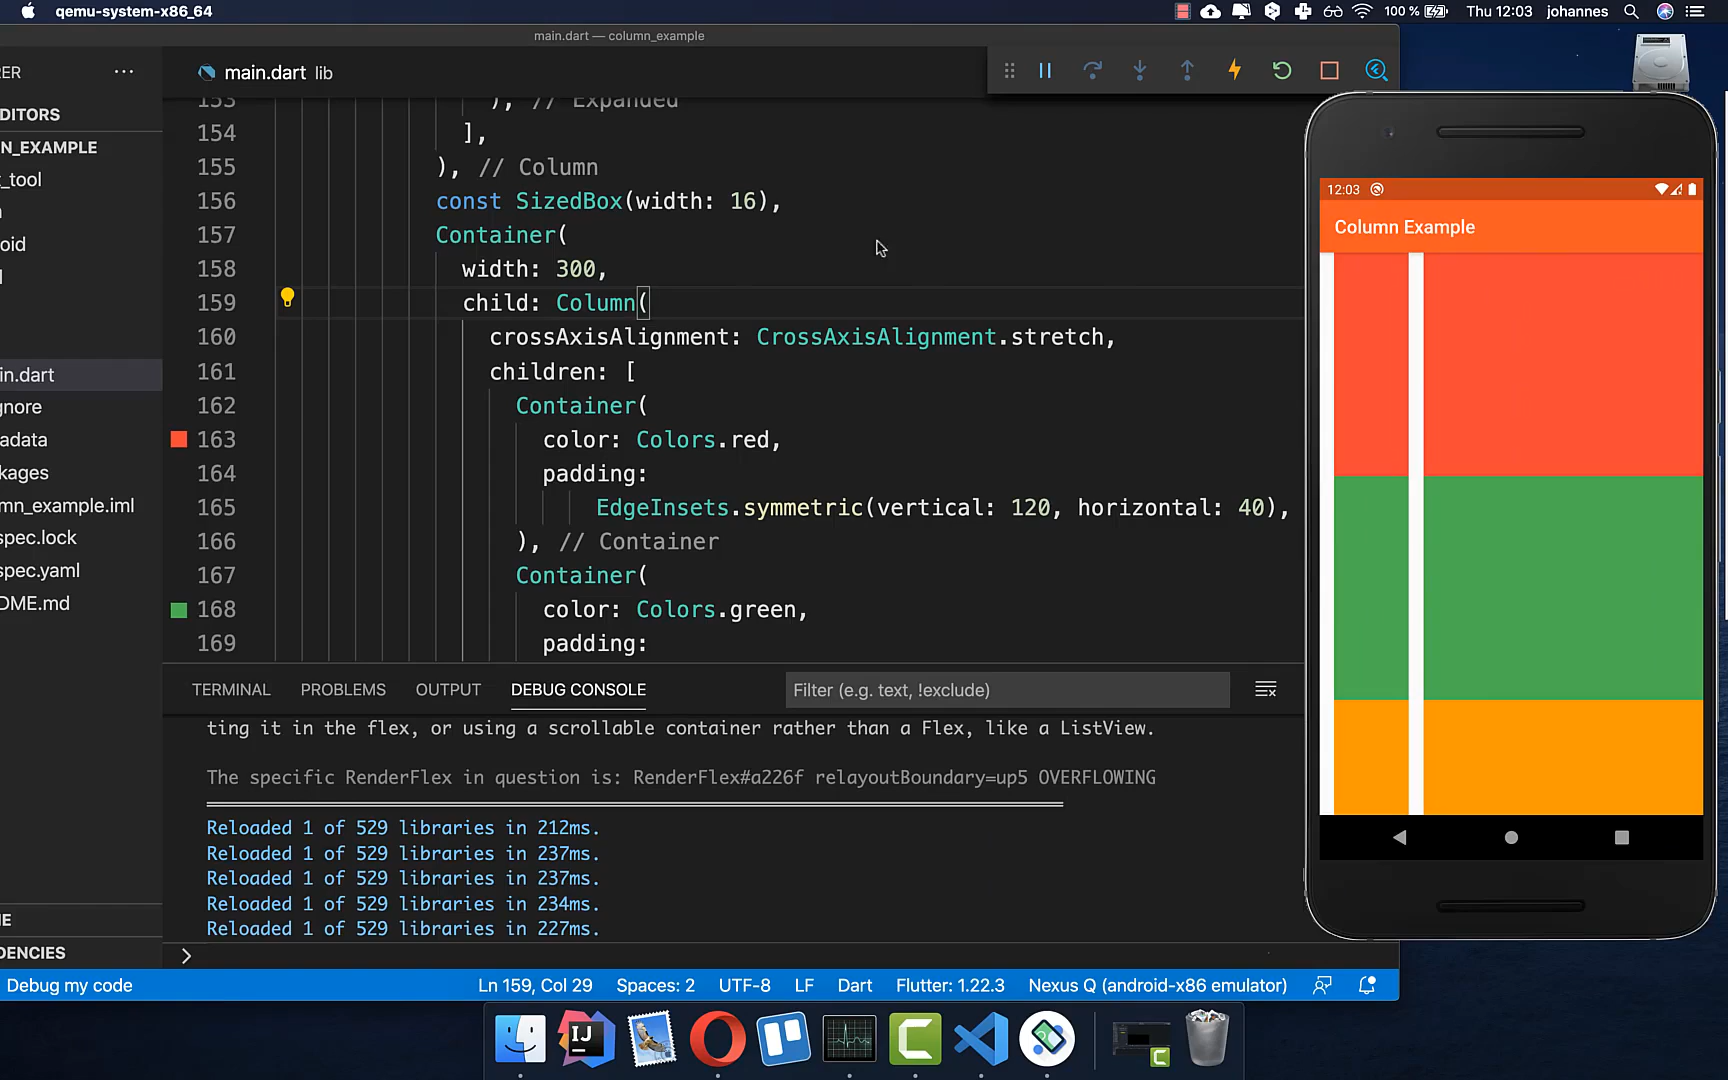 qemu-system-x86_64
100 %
Thu 12:03
johannes
main.dart — column_example
ER
main.dart lib
DITORS
N_EXAMPLE
t_tool
oid
in.dart
gnore
adata
kages
mn_example.iml
spec.lock
spec.yaml
DME.md
E
DENCIES
153 ), // Expanded
154 ],
155 ), // Column
156 const SizedBox(width: 16),
157 Container(
158 width: 300,
159 child: Column(
160 crossAxisAlignment: CrossAxisAlignment.stretch,
161 children: [
162 Container(
163 color: Colors.red,
164 padding:
165 EdgeInsets.symmetric(vertical: 120, horizontal: 40),
166 ), // Container
167 Container(
168 color: Colors.green,
169 padding:
TERMINAL
PROBLEMS
OUTPUT
DEBUG CONSOLE
Filter (e.g. text, !exclude)
ting it in the flex, or using a scrollable container rather than a Flex, like a ListView.
The specific RenderFlex in question is: RenderFlex#a226f relayoutBoundary=up5 OVERFLOWING
Reloaded 1 of 529 libraries in 212ms.
Reloaded 1 of 529 libraries in 237ms.
Reloaded 1 of 529 libraries in 237ms.
Reloaded 1 of 529 libraries in 234ms.
Reloaded 1 of 529 libraries in 227ms.
Debug my code
Ln 159, Col 29
Spaces: 2
UTF-8
LF
Dart
Flutter: 1.22.3
Nexus Q (android-x86 emulator)
12:03
Column Example
IJ
C
C